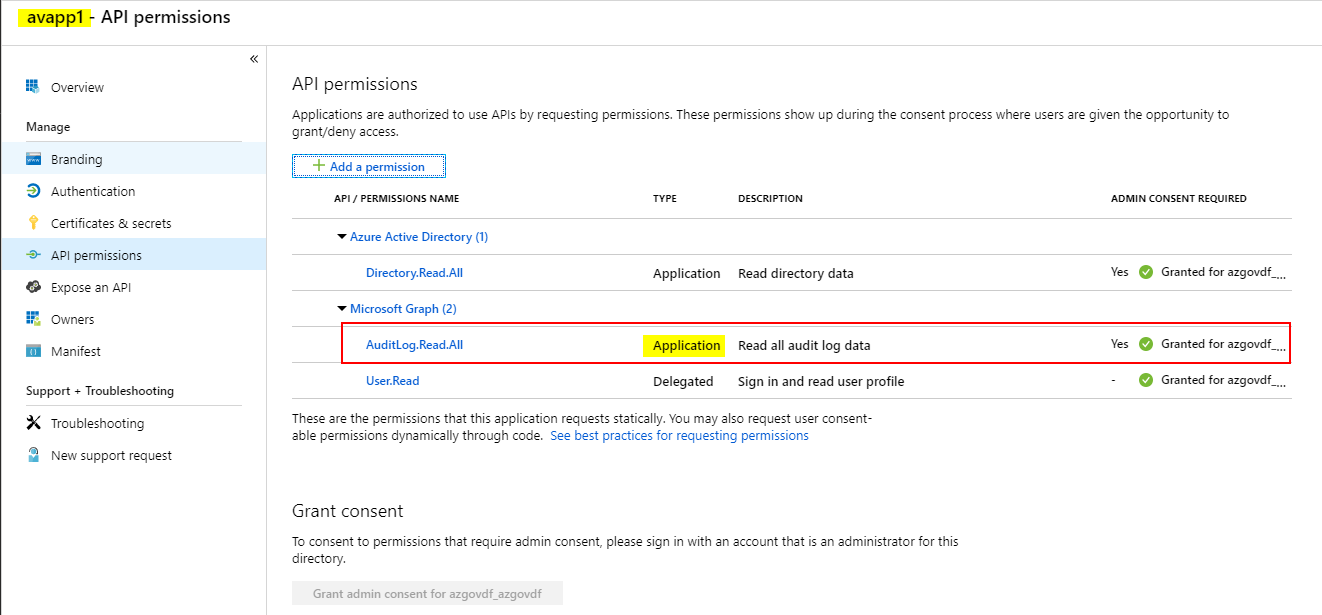 avapp1 - API permissions
«
Overview
Manage
Branding
Authentication
Certificates & secrets
API permissions
Expose an API
Owners
Manifest
Support + Troubleshooting
Troubleshooting
New support request
API permissions
Applications are authorized to use APIs by requesting permissions. These permissions show up during the consent process where users are given the opportunity to
grant/deny access.
+ Add a permission
API / PERMISSIONS NAME TYPE DESCRIPTION ADMIN CONSENT REQUIRED
Azure Active Directory (1)
Directory.Read.All Application Read directory data Yes Granted for azgovdf_...
Microsoft Graph (2)
AuditLog.Read.All Application Read all audit log data Yes Granted for azgovdf_...
User.Read Delegated Sign in and read user profile - Granted for azgovdf_...
These are the permissions that this application requests statically. You may also request user consent-
able permissions dynamically through code. See best practices for requesting permissions
Grant consent
To consent to permissions that require admin consent, please sign in with an account that is an administrator for this
directory.
Grant admin consent for azgovdf_azgovdf